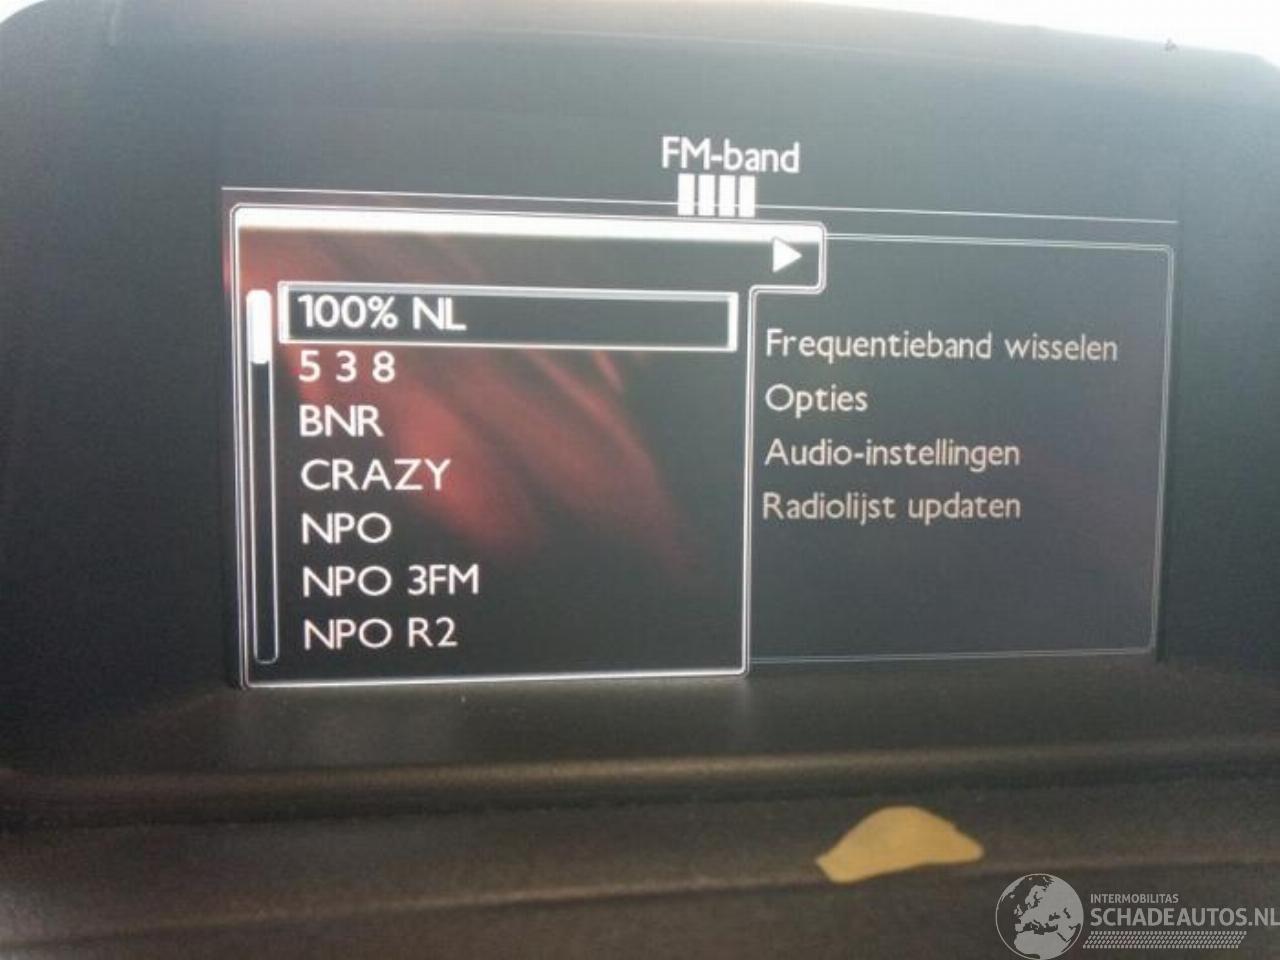 FM-band
100% NL
5 3 8
BNR
CRAZY
NPO
NPO 3FM
NPO R2
Frequentieband wisselen
Opties
Audio-instellingen
Radiolijst updaten
INTERMOBILITAS
SCHADEAUTOS.NL